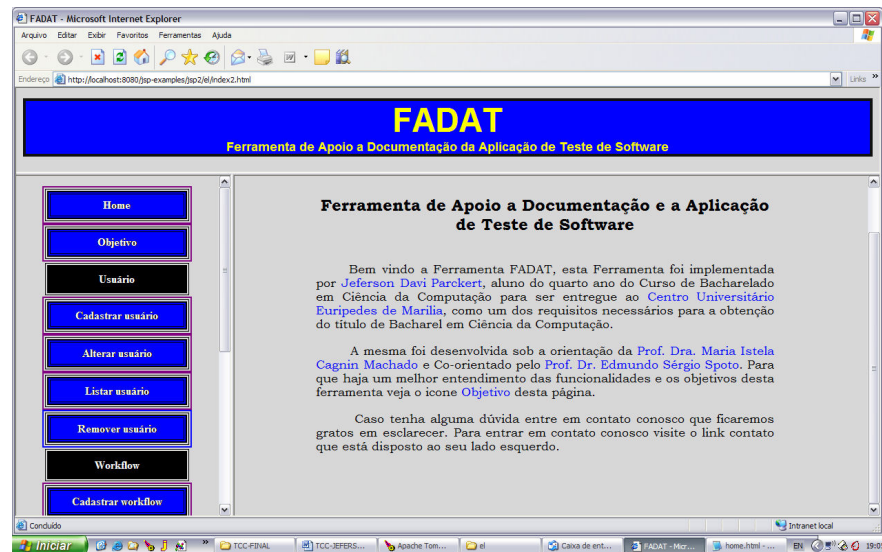 FADAT - Microsoft Internet Explorer
Arquivo Editar Exibir Favoritos Ferramentas Ajuda
Endereço http://localhost:8080/jsp-examples/jsp2/el/index2.html Links »
FADAT
Ferramenta de Apoio a Documentação da Aplicação de Teste de Software
Home
Objetivo
Usuário
Cadastrar usuário
Alterar usuário
Listar usuário
Remover usuário
Workflow
Cadastrar workflow
Ferramenta de Apoio a Documentação e a Aplicação
de Teste de Software
Bem vindo a Ferramenta FADAT, esta Ferramenta foi implementada
por Jeferson Davi Parckert, aluno do quarto ano do Curso de Bacharelado
em Ciência da Computação para ser entregue ao Centro Universitário
Euripedes de Marilia, como um dos requisitos necessários para a obtenção
do título de Bacharel em Ciência da Computação.
A mesma foi desenvolvida sob a orientação da Prof. Dra. Maria Istela
Cagnin Machado e Co-orientado pelo Prof. Dr. Edmundo Sérgio Spoto. Para
que haja um melhor entendimento das funcionalidades e os objetivos desta
ferramenta veja o icone Objetivo desta página.
Caso tenha alguma dúvida entre em contato conosco que ficaremos
gratos em esclarecer. Para entrar em contato conosco visite o link contato
que está disposto ao seu lado esquerdo.
Concluído Intranet local
Iniciar » TCC-FINAL TCC-JEFERS... Apache Tom... el Caixa de ent... FADAT - Micr... home.html - ... EN 19:0